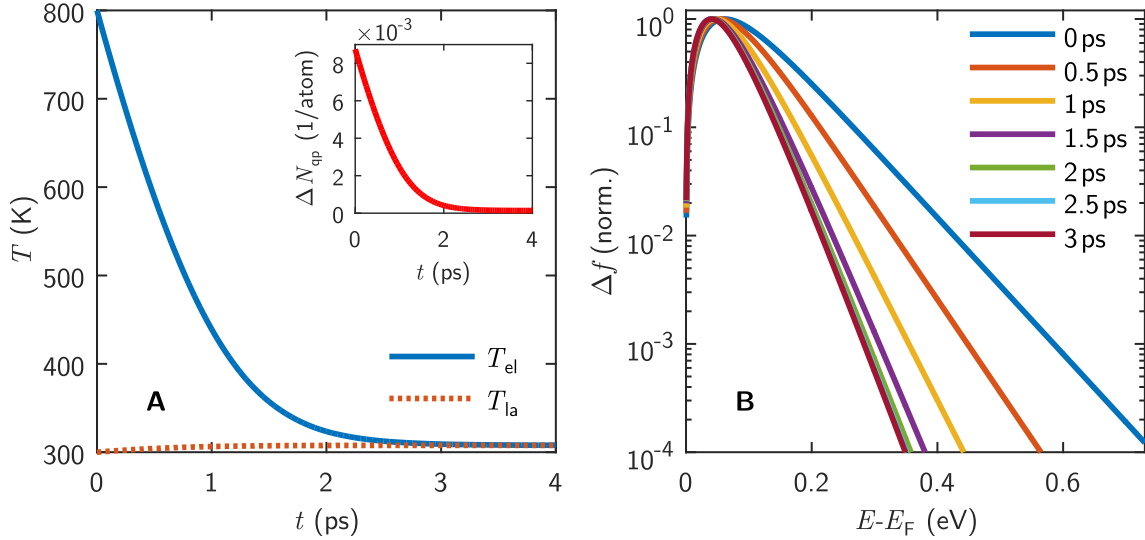 800
700
600
500
400
300
T (K)
0
1
2
3
4
t (ps)
A
T_el
T_la
×10^-3
8
6
4
2
0
Δ N_qp (1/atom)
0
2
4
t (ps)
10^0
10^-1
10^-2
10^-3
10^-4
Δf (norm.)
0
0.2
0.4
0.6
E-E_F (eV)
B
0 ps
0.5 ps
1 ps
1.5 ps
2 ps
2.5 ps
3 ps